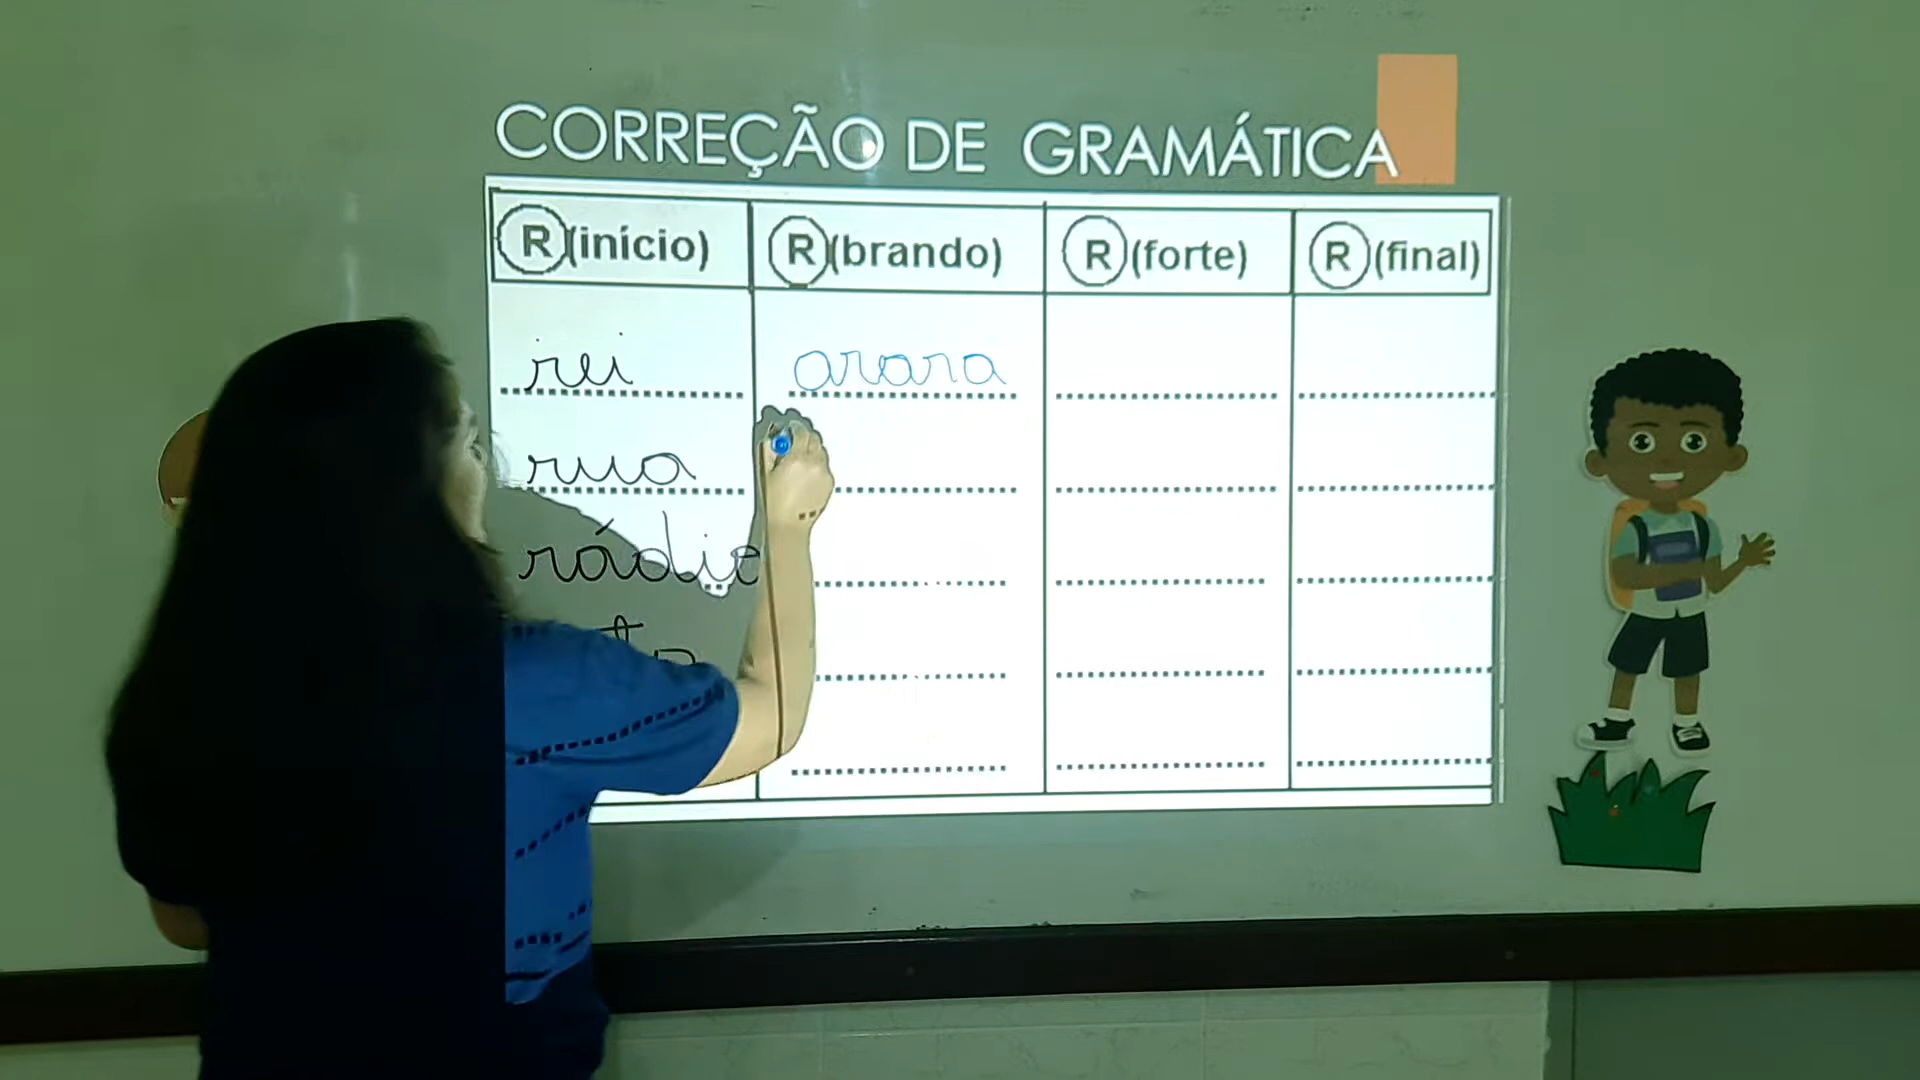 CORREÇÃO DE GRAMÁTICA
R (início) R (brando) R (forte) R (final)
rei arara
rua
rádio